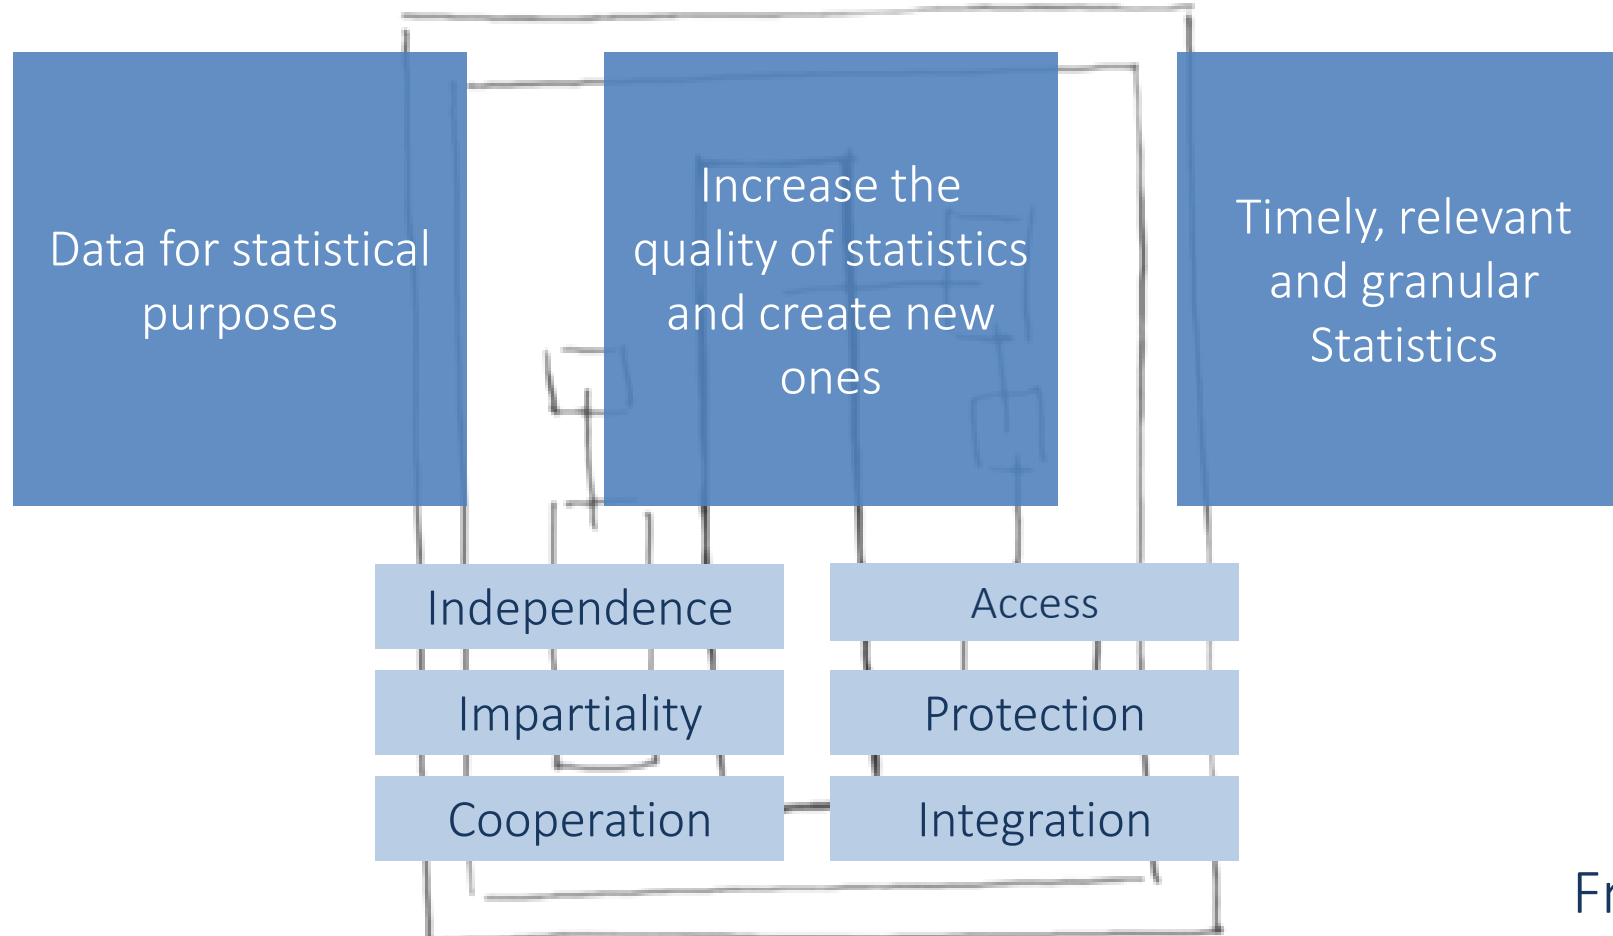 Data for statistical
purposes
Increase the
quality of statistics
and create new
ones
Timely, relevant
and granular
Statistics
Independence
Access
Impartiality
Protection
Cooperation
Integration